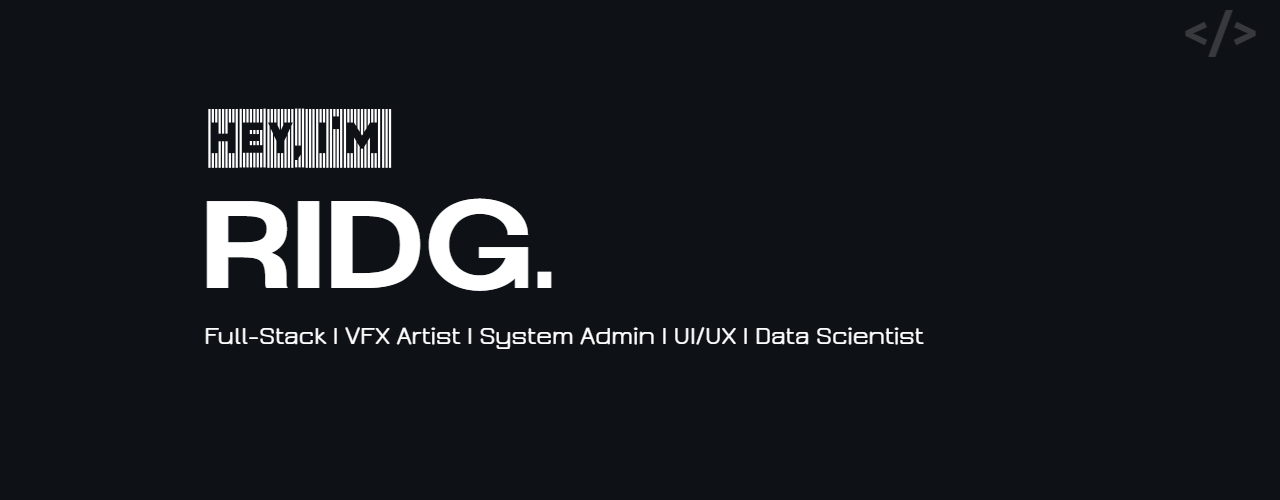 </>
HEY, I'M
RIDG.
Full-Stack | VFX Artist | System Admin | UI/UX | Data Scientist